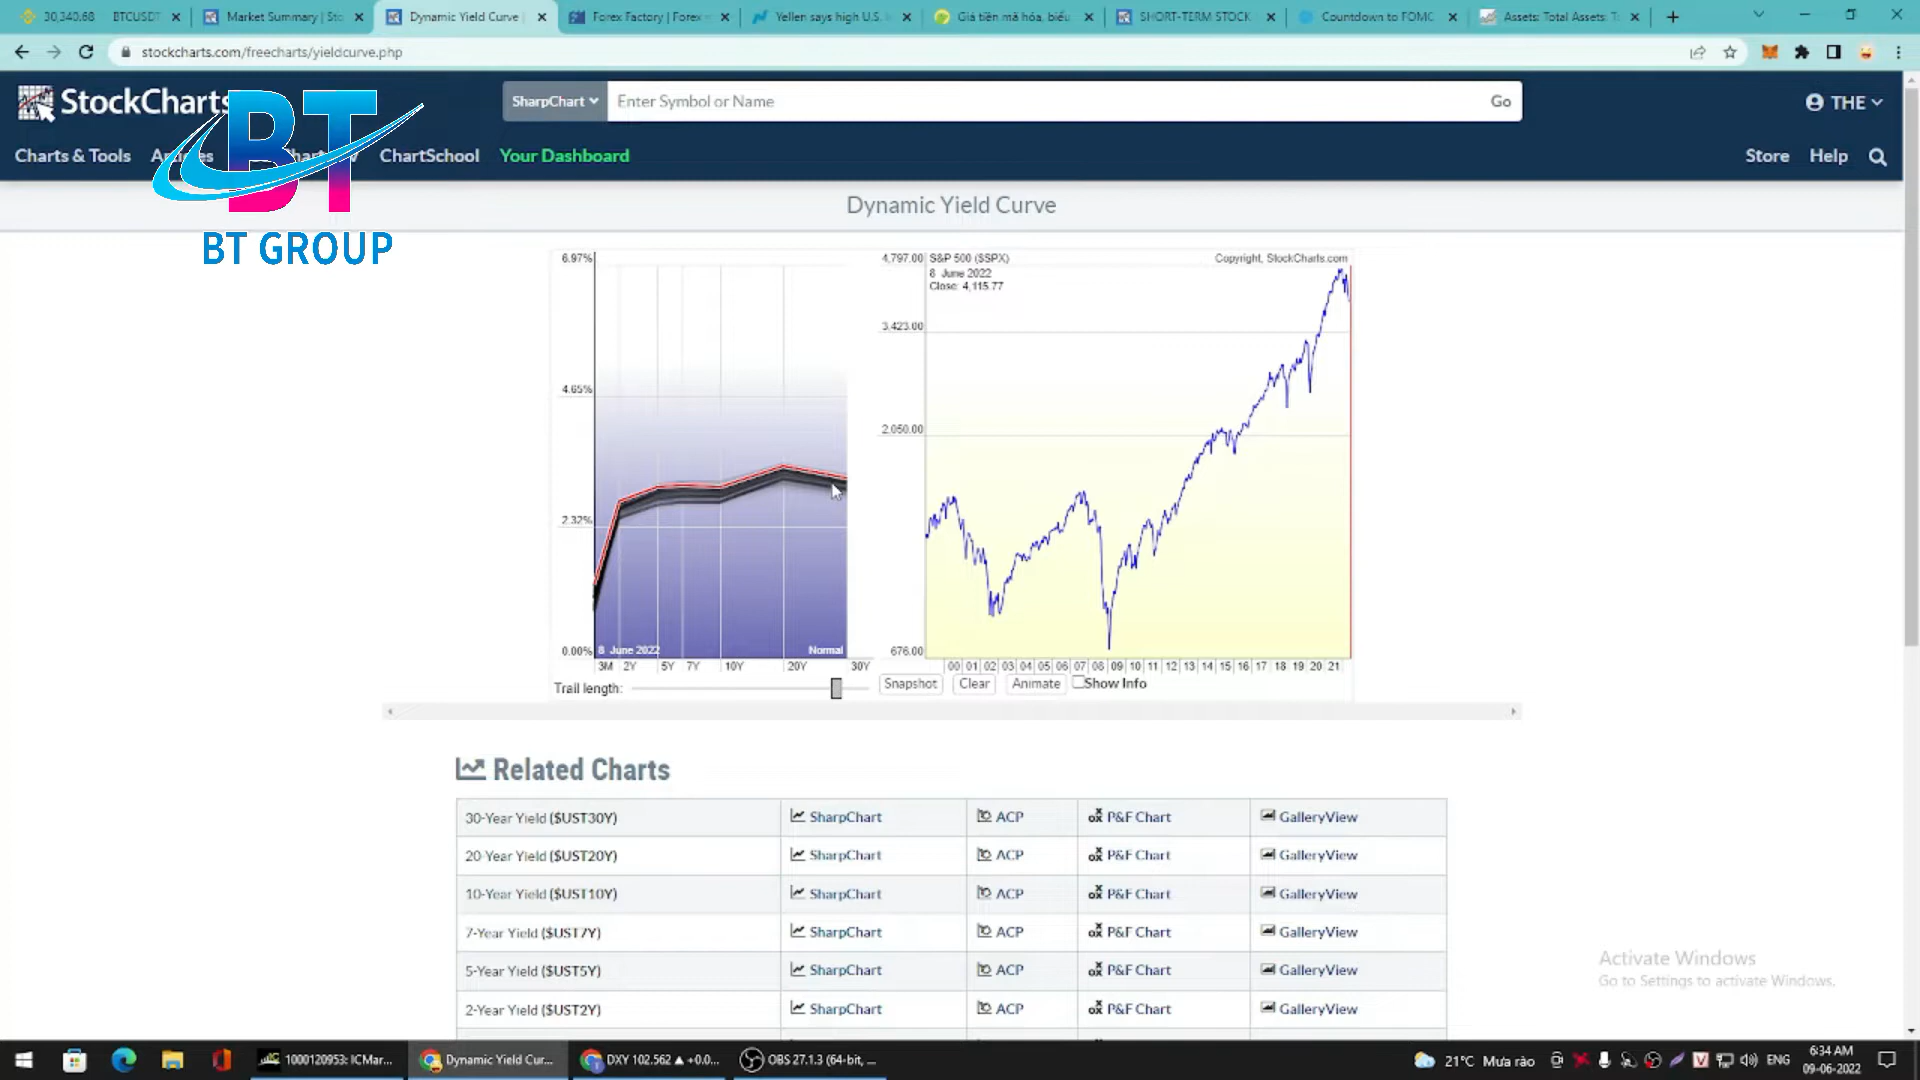 30,340.68 BTCUSDT
Market Summary | Sto
Dynamic Yield Curve
Forex Factory | Forex
Yellen says high U.S. i
Giá tiền mã hóa, biểu
SHORT-TERM STOCK
Countdown to FOMC
Assets: Total Assets: T
stockcharts.com/freecharts/yieldcurve.php
StockCharts
SharpChart
Enter Symbol or Name
Go
THE
Charts & Tools
ChartSchool
Your Dashboard
Store
Help
BT
BT GROUP
Dynamic Yield Curve
6.97%
4.65%
2.32%
0.00%
8 June 2022
Normal
3M 2Y 5Y 7Y 10Y 20Y 30Y
Trail length:
4,797.00
S&P 500 ($SPX)
Copyright, StockCharts.com
8 June 2022
Close: 4,115.77
3,423.00
2,050.00
676.00
00 01 02 03 04 05 06 07 08 09 10 11 12 13 14 15 16 17 18 19 20 21
Snapshot
Clear
Animate
Show Info
Related Charts
30-Year Yield ($UST30Y) SharpChart ACP P&F Chart GalleryView
20-Year Yield ($UST20Y) SharpChart ACP P&F Chart GalleryView
10-Year Yield ($UST10Y) SharpChart ACP P&F Chart GalleryView
7-Year Yield ($UST7Y) SharpChart ACP P&F Chart GalleryView
5-Year Yield ($UST5Y) SharpChart ACP P&F Chart GalleryView
2-Year Yield ($UST2Y) SharpChart ACP P&F Chart GalleryView
Activate Windows
Go to Settings to activate Windows.
1000120953: ICMar...
Dynamic Yield Cur...
DXY 102.562 ▲ +0.0...
OBS 27.1.3 (64-bit, ...
21°C Mưa rào
ENG
6:34 AM
09-06-2022